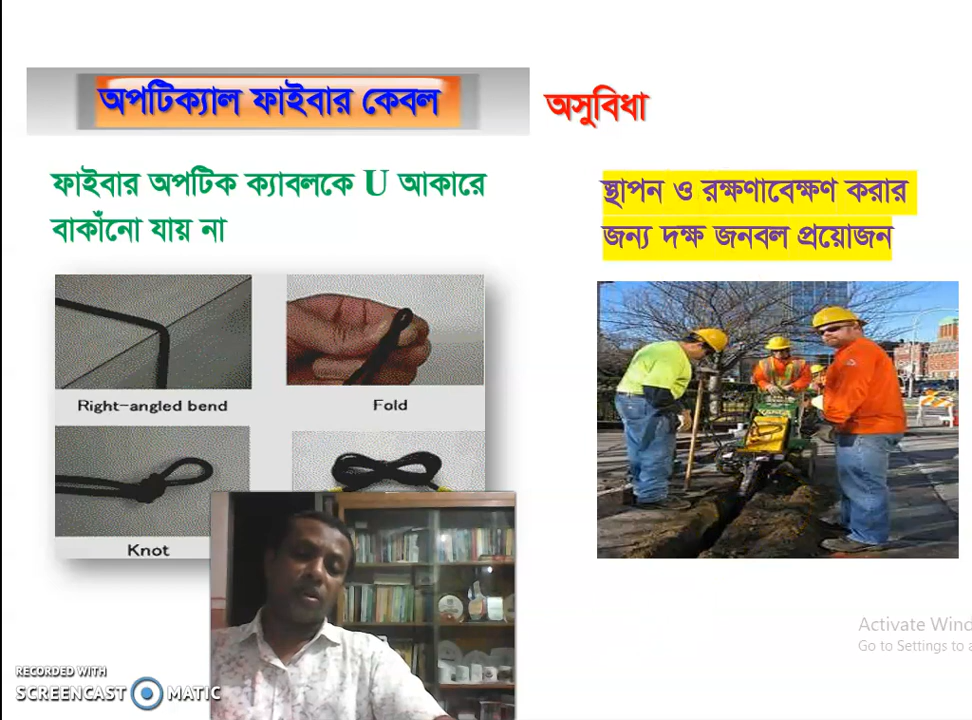 অপটিক্যাল ফাইবার কেবল
অসুবিধা
ফাইবার অপটিক ক্যাবলকে U আকারে
বাকাঁনো যায় না
স্থাপন ও রক্ষণাবেক্ষণ করার
জন্য দক্ষ জনবল প্রয়োজন
Right-angled bend
Fold
Knot
Activate Wind
Go to Settings to a
RECORDED WITH
SCREENCAST MATIC